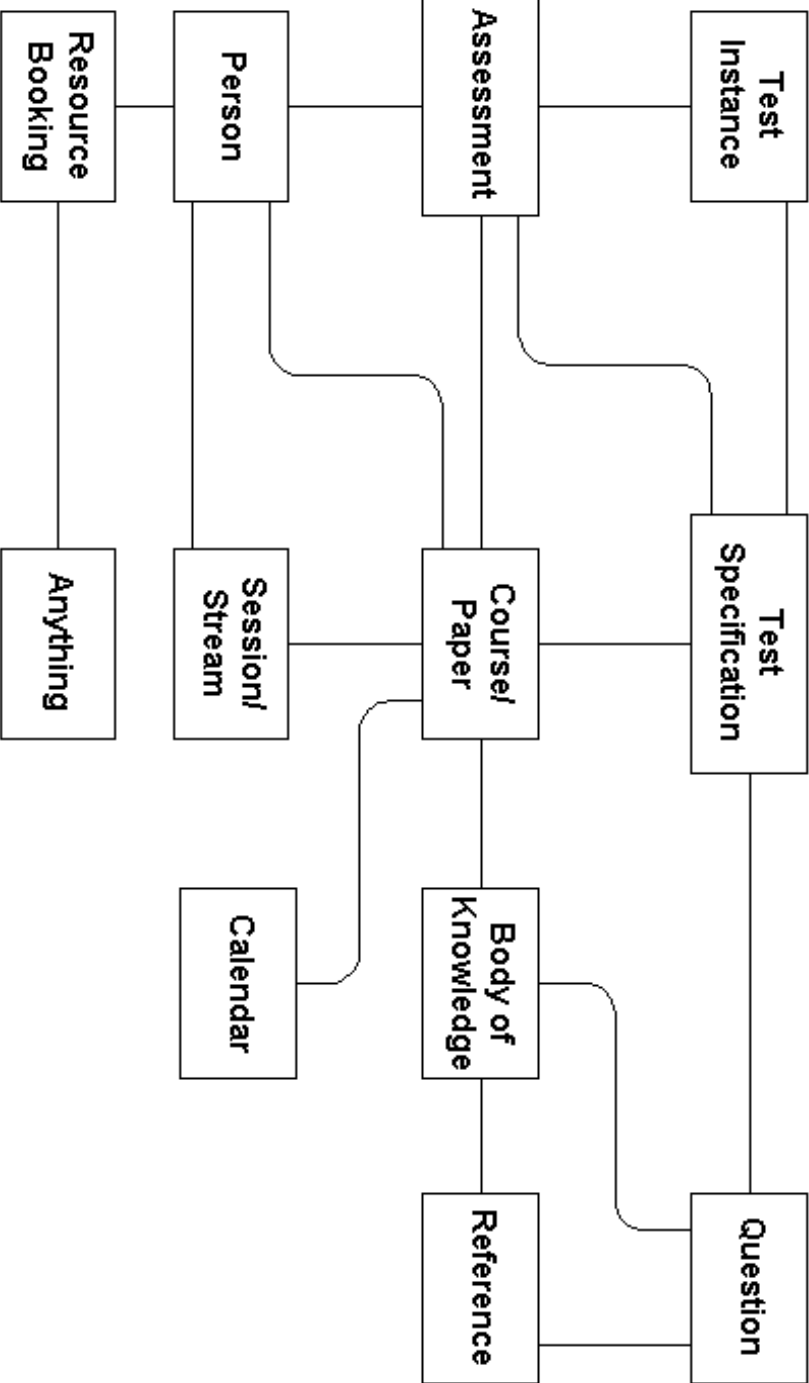 Test
Instance
Test
Specification
Question
Assessment
Course/
Paper
Body of
Knowledge
Reference
Person
Session/
Stream
Calendar
Resource
Booking
Anything